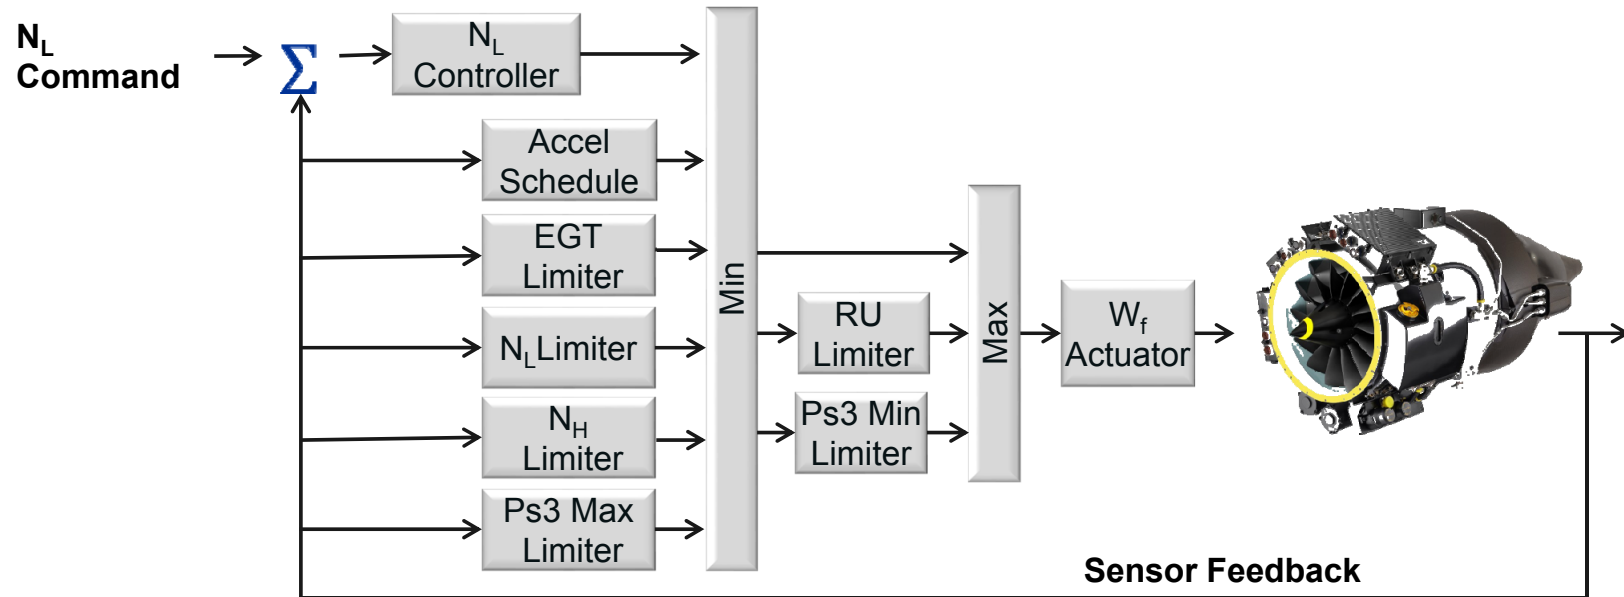 N_L
Command
Σ
N_L
Controller
Accel
Schedule
EGT
Limiter
N_L Limiter
N_H
Limiter
Ps3 Max
Limiter
Min
RU
Limiter
Ps3 Min
Limiter
Max
W_f
Actuator
Sensor Feedback